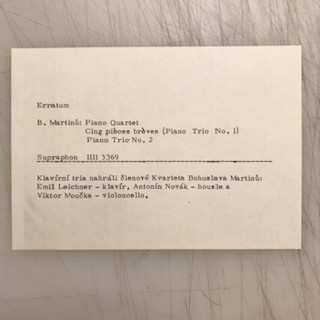 Erratum
B. Martinů: Piano Quartet
Cinq pièces brèves (Piano Trio No. 1)
Piano Trio No. 2
Supraphon 1111 3369
Klavírní tria nahráli členové Kvarteta Bohuslava Martinů:
Emil Leichner - klavír, Antonín Novák - housle a
Viktor Moučka - violoncello.